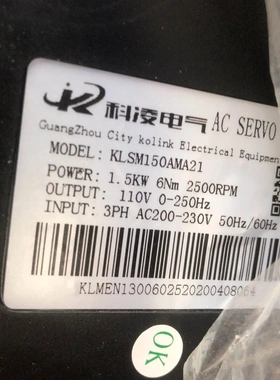 科凌电气 AC SERVO
GuangZhou City kolink Electrical Equipment
MODEL: KLSM150AMA21
POWER: 1.5KW 6Nm 2500RPM
OUTPUT: 110V 0-250Hz
INPUT: 3PH AC200-230V 50Hz/60Hz
KLMEN1300602520200408064
OK